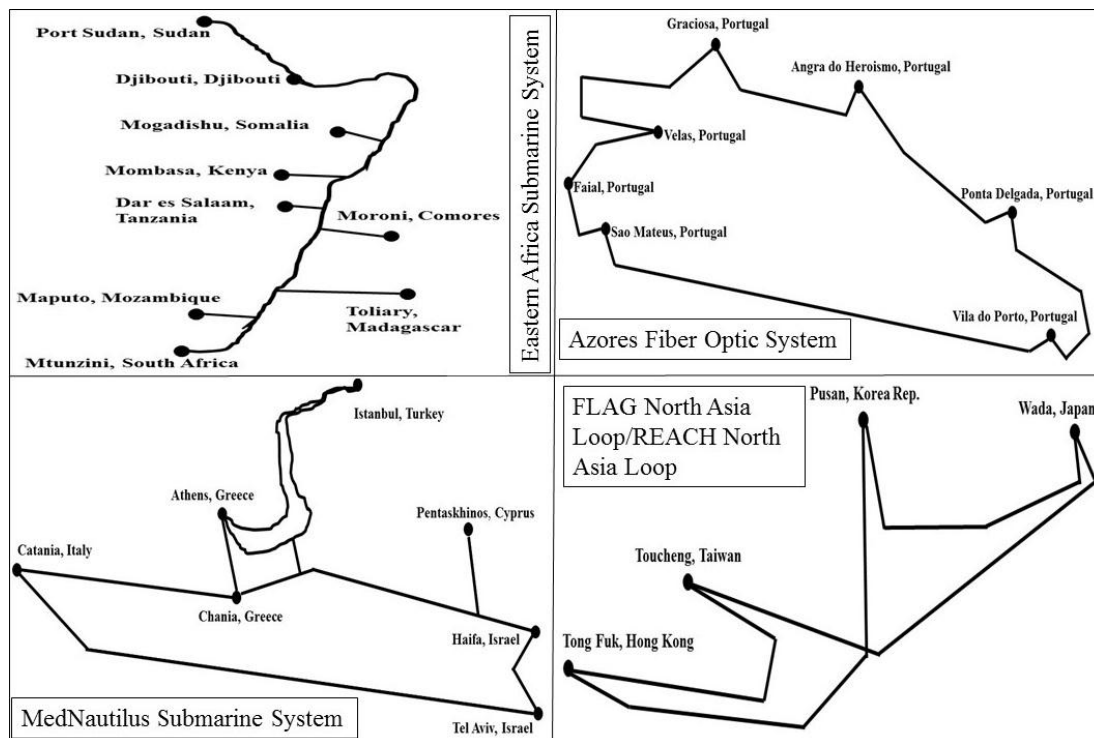 Port Sudan, Sudan
Djibouti, Djibouti
Mogadishu, Somalia
Mombasa, Kenya
Dar es Salaam,
Tanzania
Moroni, Comores
Maputo, Mozambique
Toliary,
Madagascar
Mtunzini, South Africa
Eastern Africa Submarine System
Graciosa, Portugal
Angra do Heroismo, Portugal
Velas, Portugal
Faial, Portugal
Ponta Delgada, Portugal
Sao Mateus, Portugal
Vila do Porto, Portugal
Azores Fiber Optic System
Istanbul, Turkey
Athens, Greece
Pentaskhinos, Cyprus
Catania, Italy
Chania, Greece
Haifa, Israel
Tel Aviv, Israel
MedNautilus Submarine System
FLAG North Asia
Loop/REACH North
Asia Loop
Pusan, Korea Rep.
Wada, Japan
Toucheng, Taiwan
Tong Fuk, Hong Kong